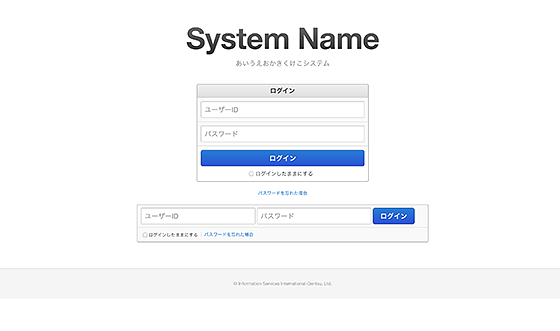 System Name
あいうえおかきくけこシステム
ログイン
ユーザーID
パスワード
ログイン
ログインしたままにする
パスワードを忘れた場合
ユーザーID パスワード ログイン
ログインしたままにする パスワードを忘れた場合
© Information Services International-Dentsu, Ltd.